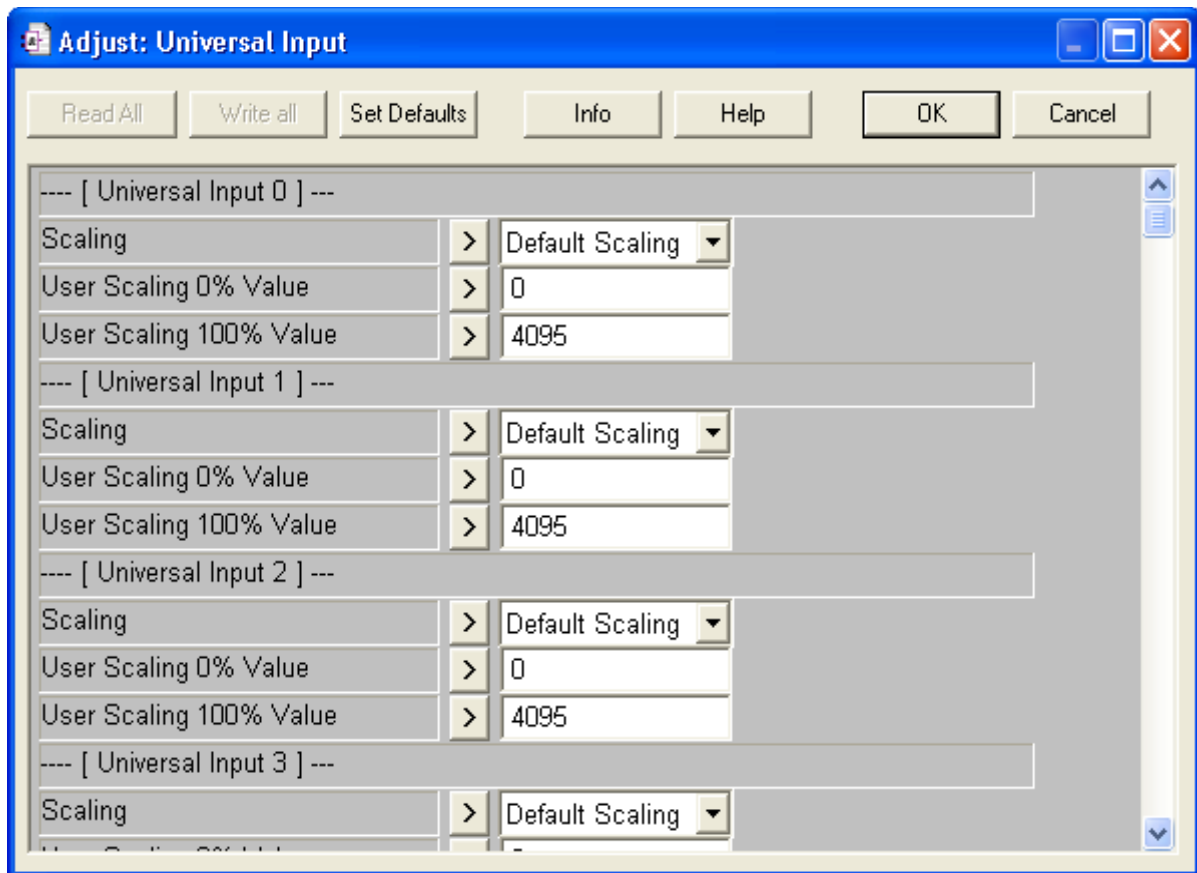 Adjust: Universal Input
Read All Write all Set Defaults Info Help OK Cancel
---- [ Universal Input 0 ] ---
Scaling > Default Scaling
User Scaling 0% Value > 0
User Scaling 100% Value > 4095
---- [ Universal Input 1 ] ---
Scaling > Default Scaling
User Scaling 0% Value > 0
User Scaling 100% Value > 4095
---- [ Universal Input 2 ] ---
Scaling > Default Scaling
User Scaling 0% Value > 0
User Scaling 100% Value > 4095
---- [ Universal Input 3 ] ---
Scaling > Default Scaling